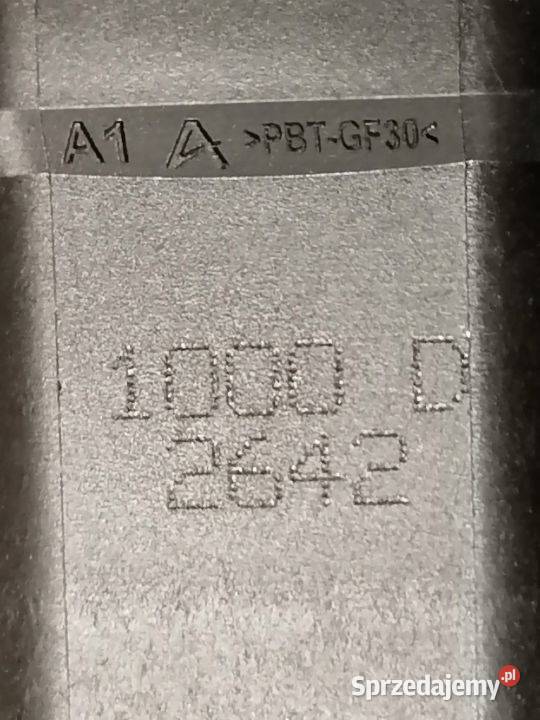 A1 A >PBT-GF30<
1000 D
2642
Sprzedajemy.pl